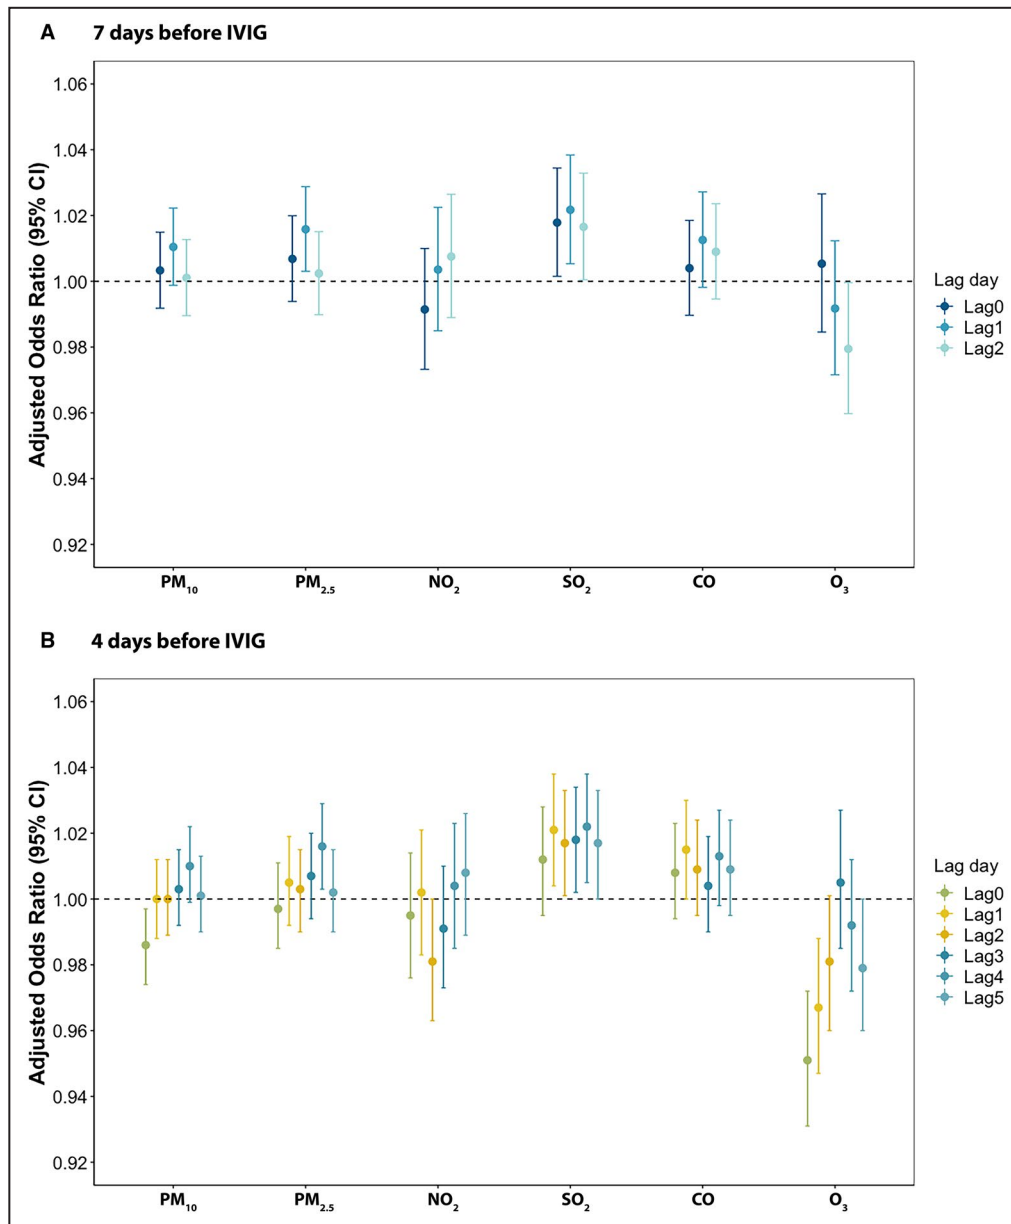 A 7 days before IVIG
Adjusted Odds Ratio (95% CI)
1.06
1.04
1.02
1.00
0.98
0.96
0.94
0.92
PM10 PM2.5 NO2 SO2 CO O3
Lag day
Lag0
Lag1
Lag2
B 4 days before IVIG
Adjusted Odds Ratio (95% CI)
1.06
1.04
1.02
1.00
0.98
0.96
0.94
0.92
PM10 PM2.5 NO2 SO2 CO O3
Lag day
Lag0
Lag1
Lag2
Lag3
Lag4
Lag5